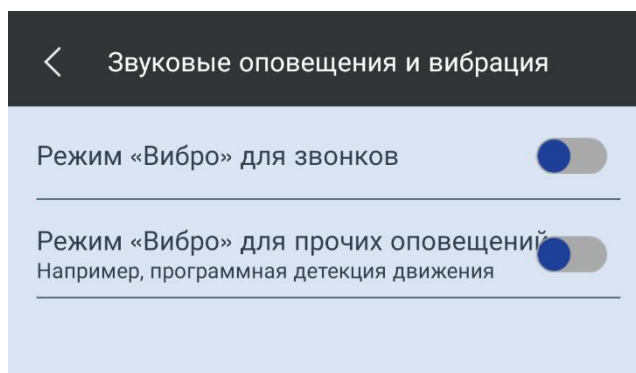 Звуковые оповещения и вибрация
Режим «Вибро» для звонков
Режим «Вибро» для прочих оповещений
Например, программная детекция движения